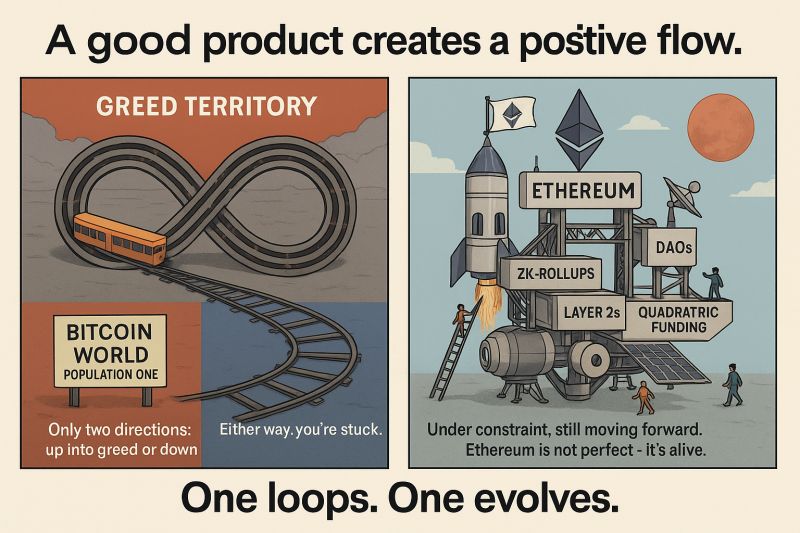 A good product creates a positive flow.
GREED TERRITORY
BITCOIN
WORLD
POPULATION ONE
Only two directions:
up into greed or down
Either way.you're stuck.
ETHEREUM
DAOs
ZK-ROLLUPS
LAYER 2s
QUADRATRIC
FUNDING
Under constraint, still moving forward.
Ethereum is not perfect - it's alive.
One loops. One evolves.